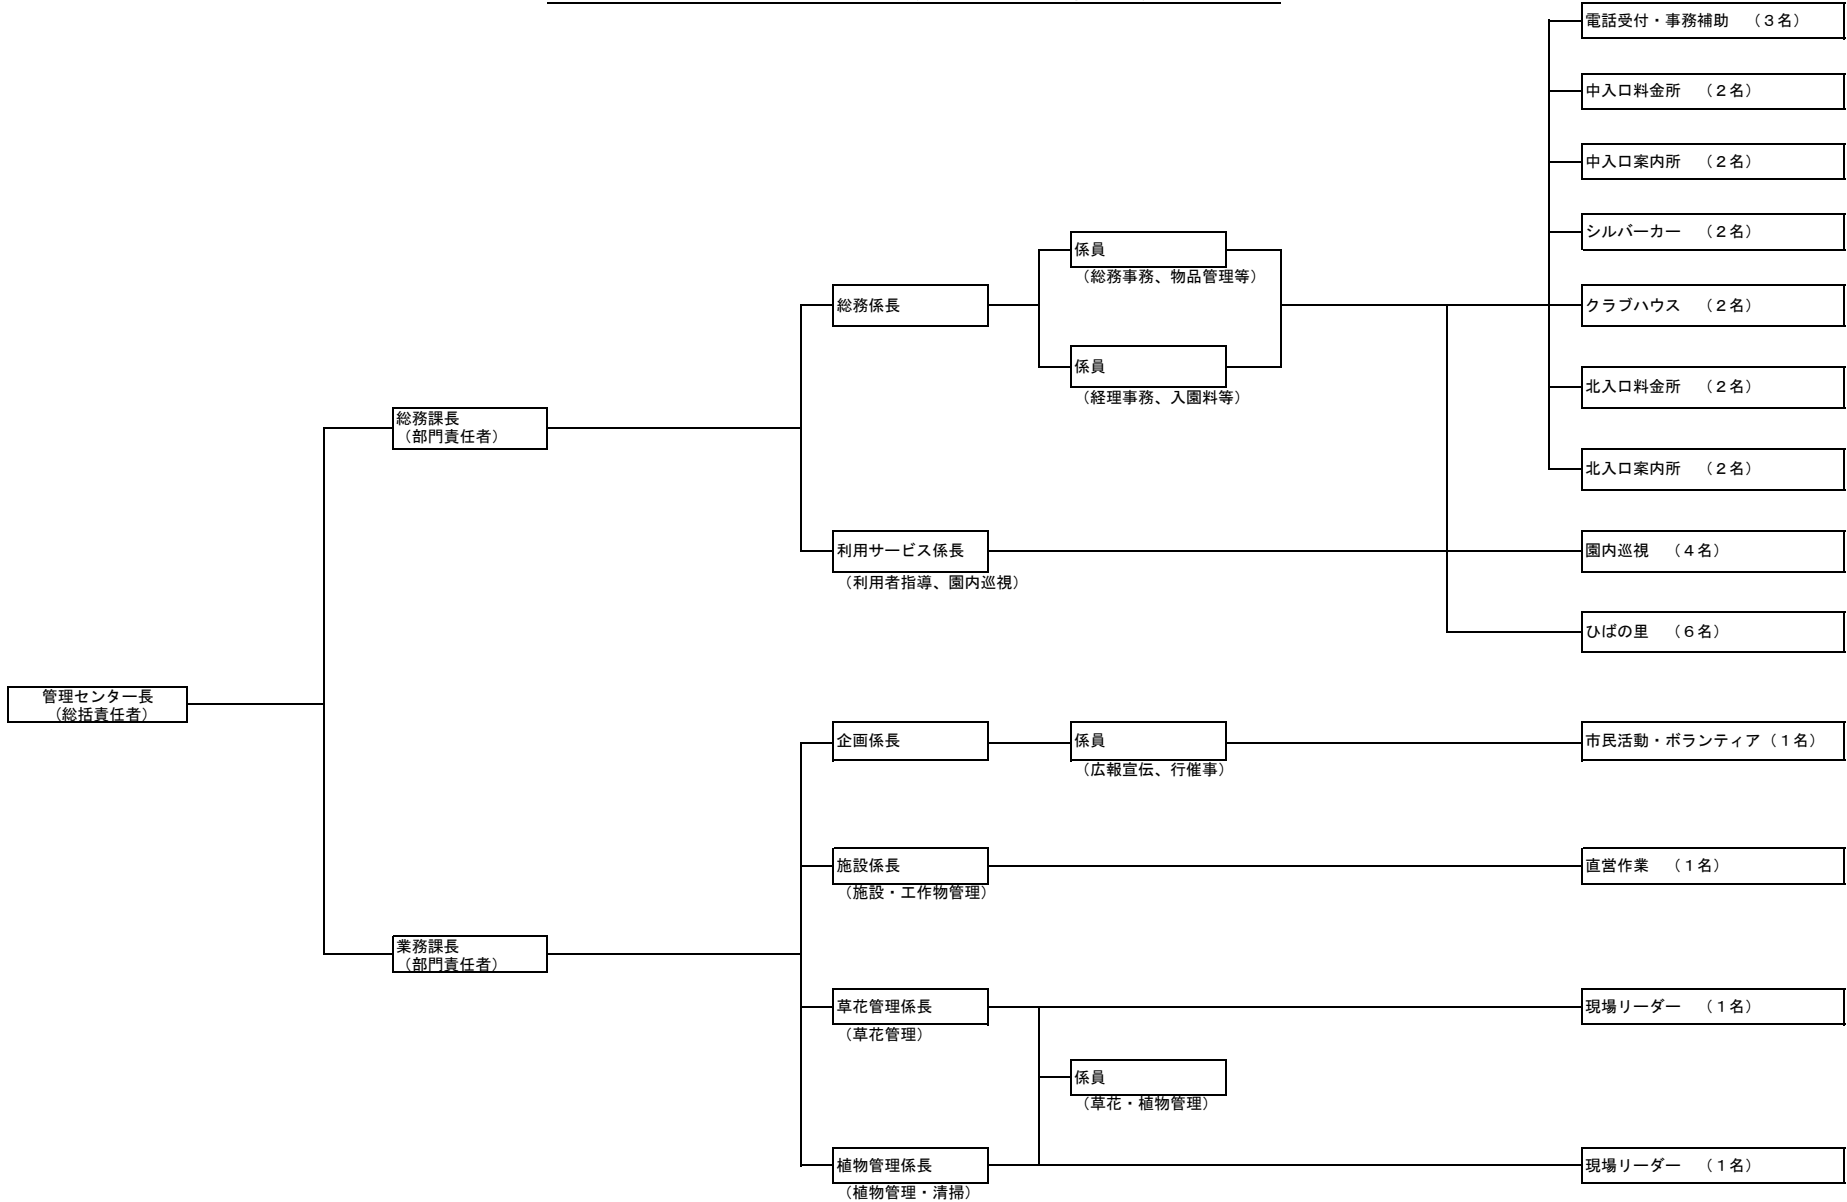 電話受付・事務補助　（３名）
中入口料金所　（２名）
中入口案内所　（２名）
シルバーカー　（２名）
係員
（総務事務、物品管理等）
総務係長
クラブハウス　（２名）
係員
（経理事務、入園料等）
北入口料金所　（２名）
総務課長
（部門責任者）
北入口案内所　（２名）
利用サービス係長
（利用者指導、園内巡視）
園内巡視　（４名）
ひばの里　（６名）
管理センター長
（総括責任者）
企画係長
係員
（広報宣伝、行催事）
市民活動・ボランティア（１名）
施設係長
（施設・工作物管理）
直営作業　（１名）
業務課長
（部門責任者）
草花管理係長
（草花管理）
現場リーダー　（１名）
係員
（草花・植物管理）
植物管理係長
（植物管理・清掃）
現場リーダー　（１名）